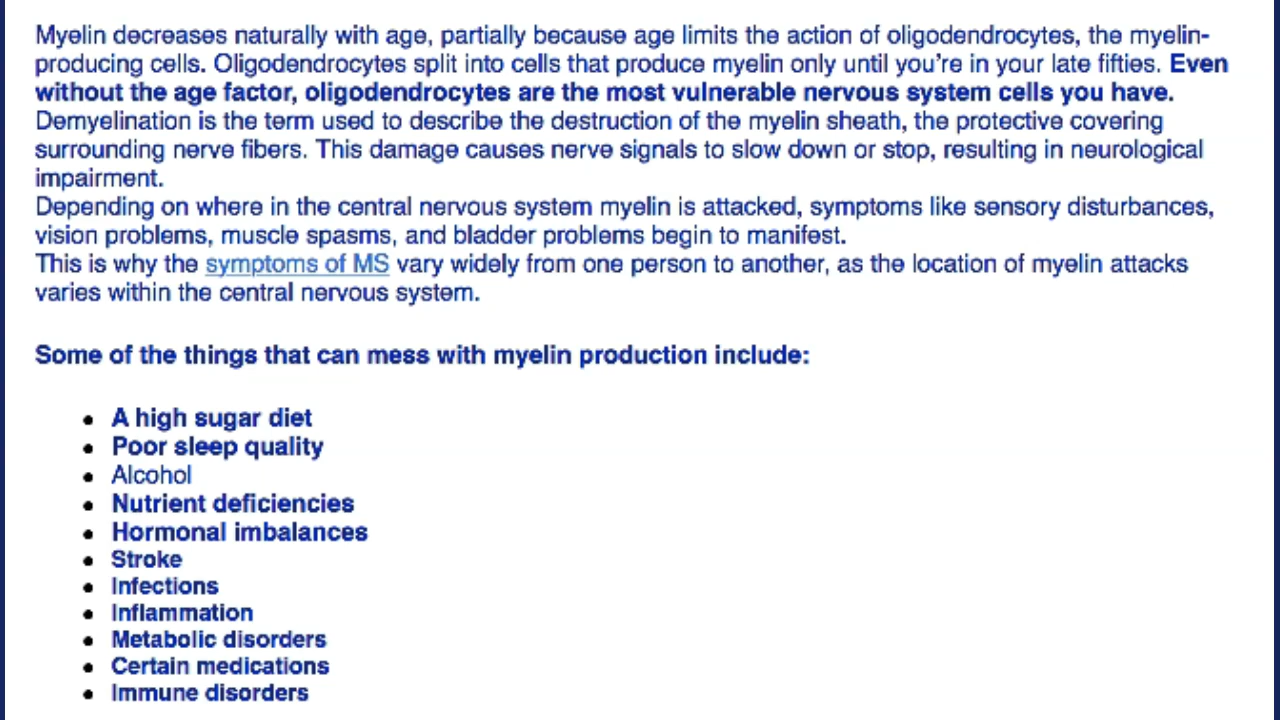 Myelin decreases naturally with age, partially because age limits the action of oligodendrocytes, the myelin-
producing cells. Oligodendrocytes split into cells that produce myelin only until you’re in your late fifties. Even
without the age factor, oligodendrocytes are the most vulnerable nervous system cells you have.
Demyelination is the term used to describe the destruction of the myelin sheath, the protective covering
surrounding nerve fibers. This damage causes nerve signals to slow down or stop, resulting in neurological
impairment.
Depending on where in the central nervous system myelin is attacked, symptoms like sensory disturbances,
vision problems, muscle spasms, and bladder problems begin to manifest.
This is why the symptoms of MS vary widely from one person to another, as the location of myelin attacks
varies within the central nervous system.
Some of the things that can mess with myelin production include:
• A high sugar diet
• Poor sleep quality
• Alcohol
• Nutrient deficiencies
• Hormonal imbalances
• Stroke
• Infections
• Inflammation
• Metabolic disorders
• Certain medications
• Immune disorders